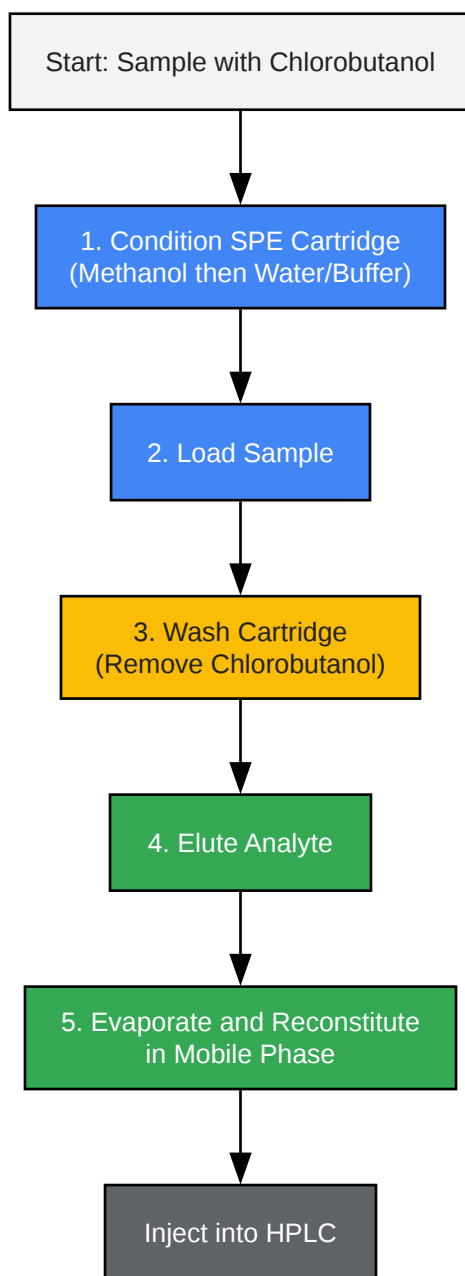 Start: Sample with Chlorobutanol
1. Condition SPE Cartridge
(Methanol then Water/Buffer)
2. Load Sample
3. Wash Cartridge
(Remove Chlorobutanol)
4. Elute Analyte
5. Evaporate and Reconstitute
in Mobile Phase
Inject into HPLC